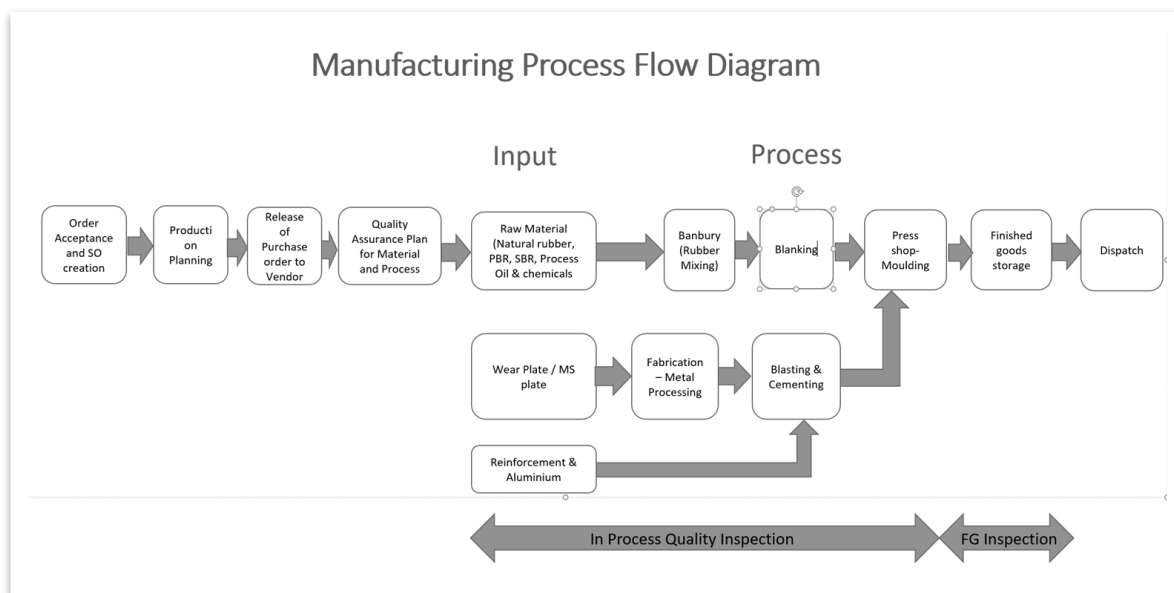 Manufacturing Process Flow Diagram
Input
Process
Order
Acceptance
and SO
creation
Producti
on
Planning
Release
of
Purchase
order to
Vendor
Quality
Assurance Plan
for Material
and Process
Raw Material
(Natural rubber,
PBR, SBR, Process
Oil & chemicals
Banbury
(Rubber
Mixing)
Blanking
Press
shop-
Moulding
Finished
goods
storage
Dispatch
Wear Plate / MS
plate
Fabrication
– Metal
Processing
Blasting &
Cementing
Reinforcement &
Aluminium
In Process Quality Inspection
FG Inspection